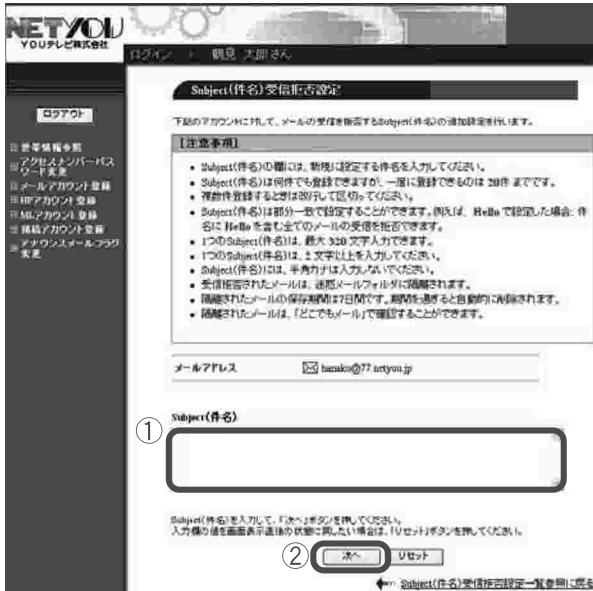 NETYOU
YOUテレビ株式会社
ログイン : 鶴見 太郎さん
Subject(件名)受信拒否設定
ログアウト
下記のアカウントに対して、メールの受信を拒否するSubject(件名)の追加設定を行います。
世帯情報参照
アクセスナンバーパスワード変更
メールアカウント登録
HPアカウント登録
MLアカウント登録
接続アカウント登録
アナウンスメールフラグ変更
【注意事項】
• Subject(件名)の欄には、新規に設定する件名を入力してください。
• Subject(件名)は何件でも登録できますが、一度に登録できるのは 20件 までです。
• 複数件登録するときは改行して区切ってください。
• Subject(件名)は部分一致で設定することができます。例えば、Hello で設定した場合: 件
名に Hello を含む全てのメールの受信を拒否できます。
• 1つのSubject(件名)は、最大 320 文字入力できます。
• 1つのSubject(件名)は、2 文字以上を入力してください。
• Subject(件名)には、半角カナは入力しないでください。
• 受信拒否されたメールは、迷惑メールフォルダに隔離されます。
• 隔離されたメールの保存期間は7日間です。期間を過ぎると自動的に削除されます。
• 隔離されたメールは、「どこでもメール」で確認することができます。
メールアドレス hanako@77.netyou.jp
Subject(件名)
①
Subject(件名)を入力して、「次へ」ボタンを押してください。
入力欄の値を画面表示直後の状態に戻したい場合は、「リセット」ボタンを押してください。
② 次へ リセット
Subject(件名)受信拒否設定一覧参照に戻る